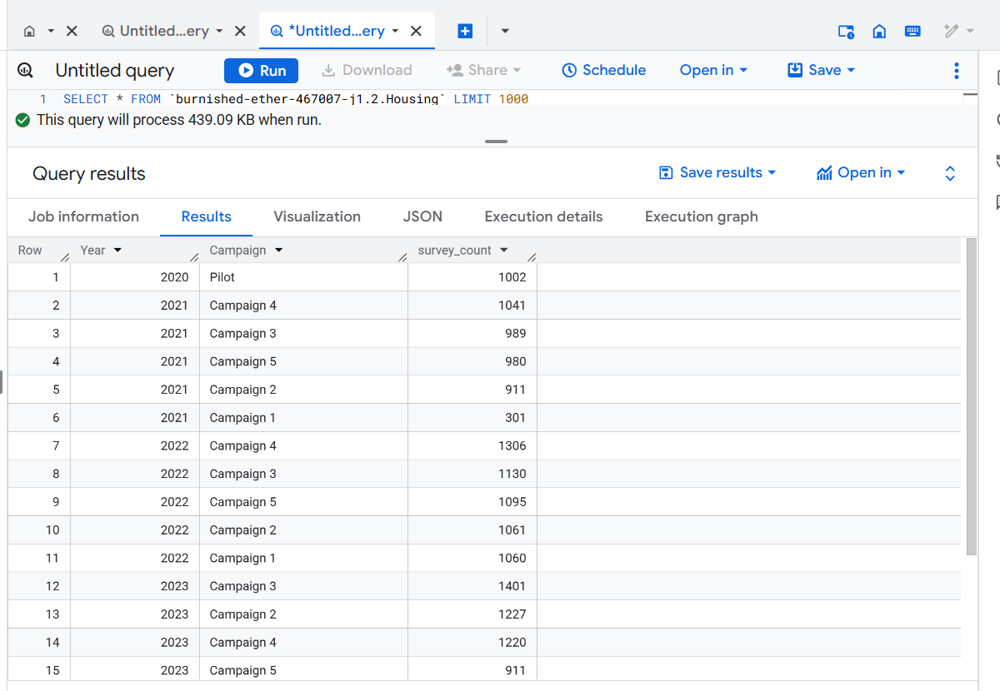 Untitled...ery
*Untitled...ery
Untitled query
Run
Download
Share
Schedule
Open in
Save
1 SELECT * FROM `burnished-ether-467007-j1.2.Housing` LIMIT 1000
This query will process 439.09 KB when run.
Query results
Save results
Open in
Job information
Results
Visualization
JSON
Execution details
Execution graph
Row Year Campaign survey_count
1 2020 Pilot 1002
2 2021 Campaign 4 1041
3 2021 Campaign 3 989
4 2021 Campaign 5 980
5 2021 Campaign 2 911
6 2021 Campaign 1 301
7 2022 Campaign 4 1306
8 2022 Campaign 3 1130
9 2022 Campaign 5 1095
10 2022 Campaign 2 1061
11 2022 Campaign 1 1060
12 2023 Campaign 3 1401
13 2023 Campaign 2 1227
14 2023 Campaign 4 1220
15 2023 Campaign 5 911